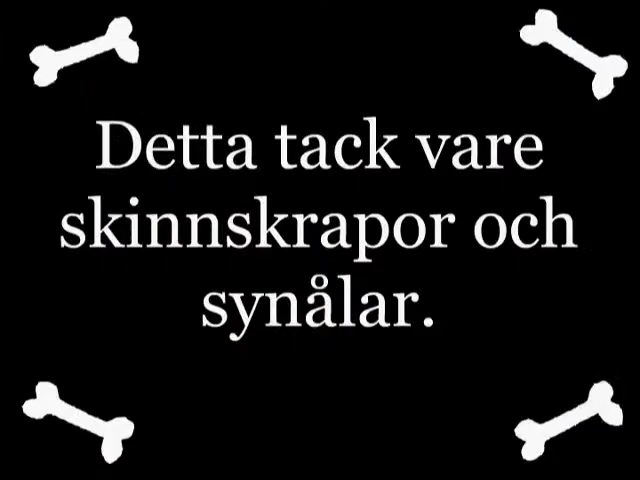 Detta tack vare
skinnskrapor och
synålar.